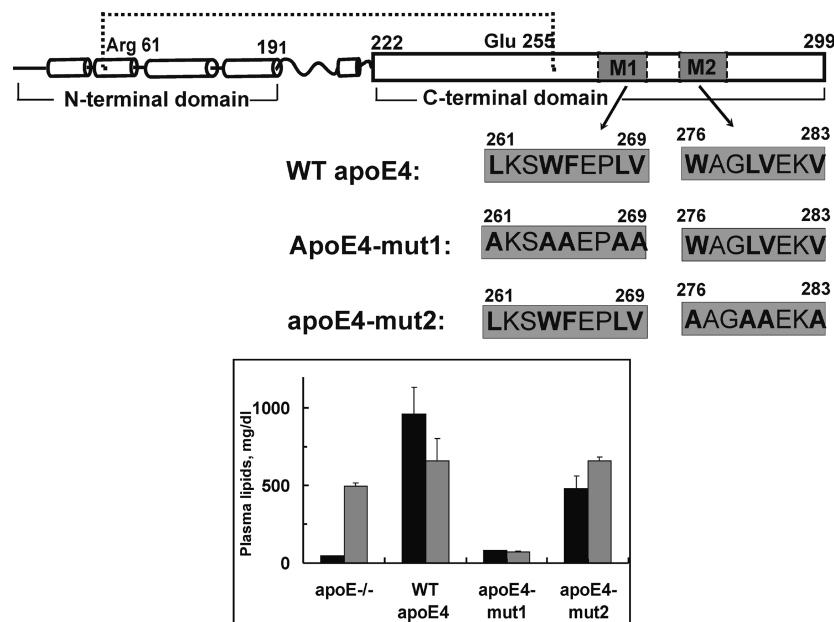 Arg 61
191
222
Glu 255
299
M1
M2
N-terminal domain
C-terminal domain
261 269 276 283
WT apoE4: LKSWFEPLV WAGLVEKV
261 269 276 283
ApoE4-mut1: AKSAAEPAA WAGLVEKV
261 269 276 283
apoE4-mut2: LKSWFEPLV AAGAAEKA
Plasma lipids, mg/dl
1000
500
0
apoE-/-
WT
apoE4
apoE4-
mut1
apoE4-
mut2